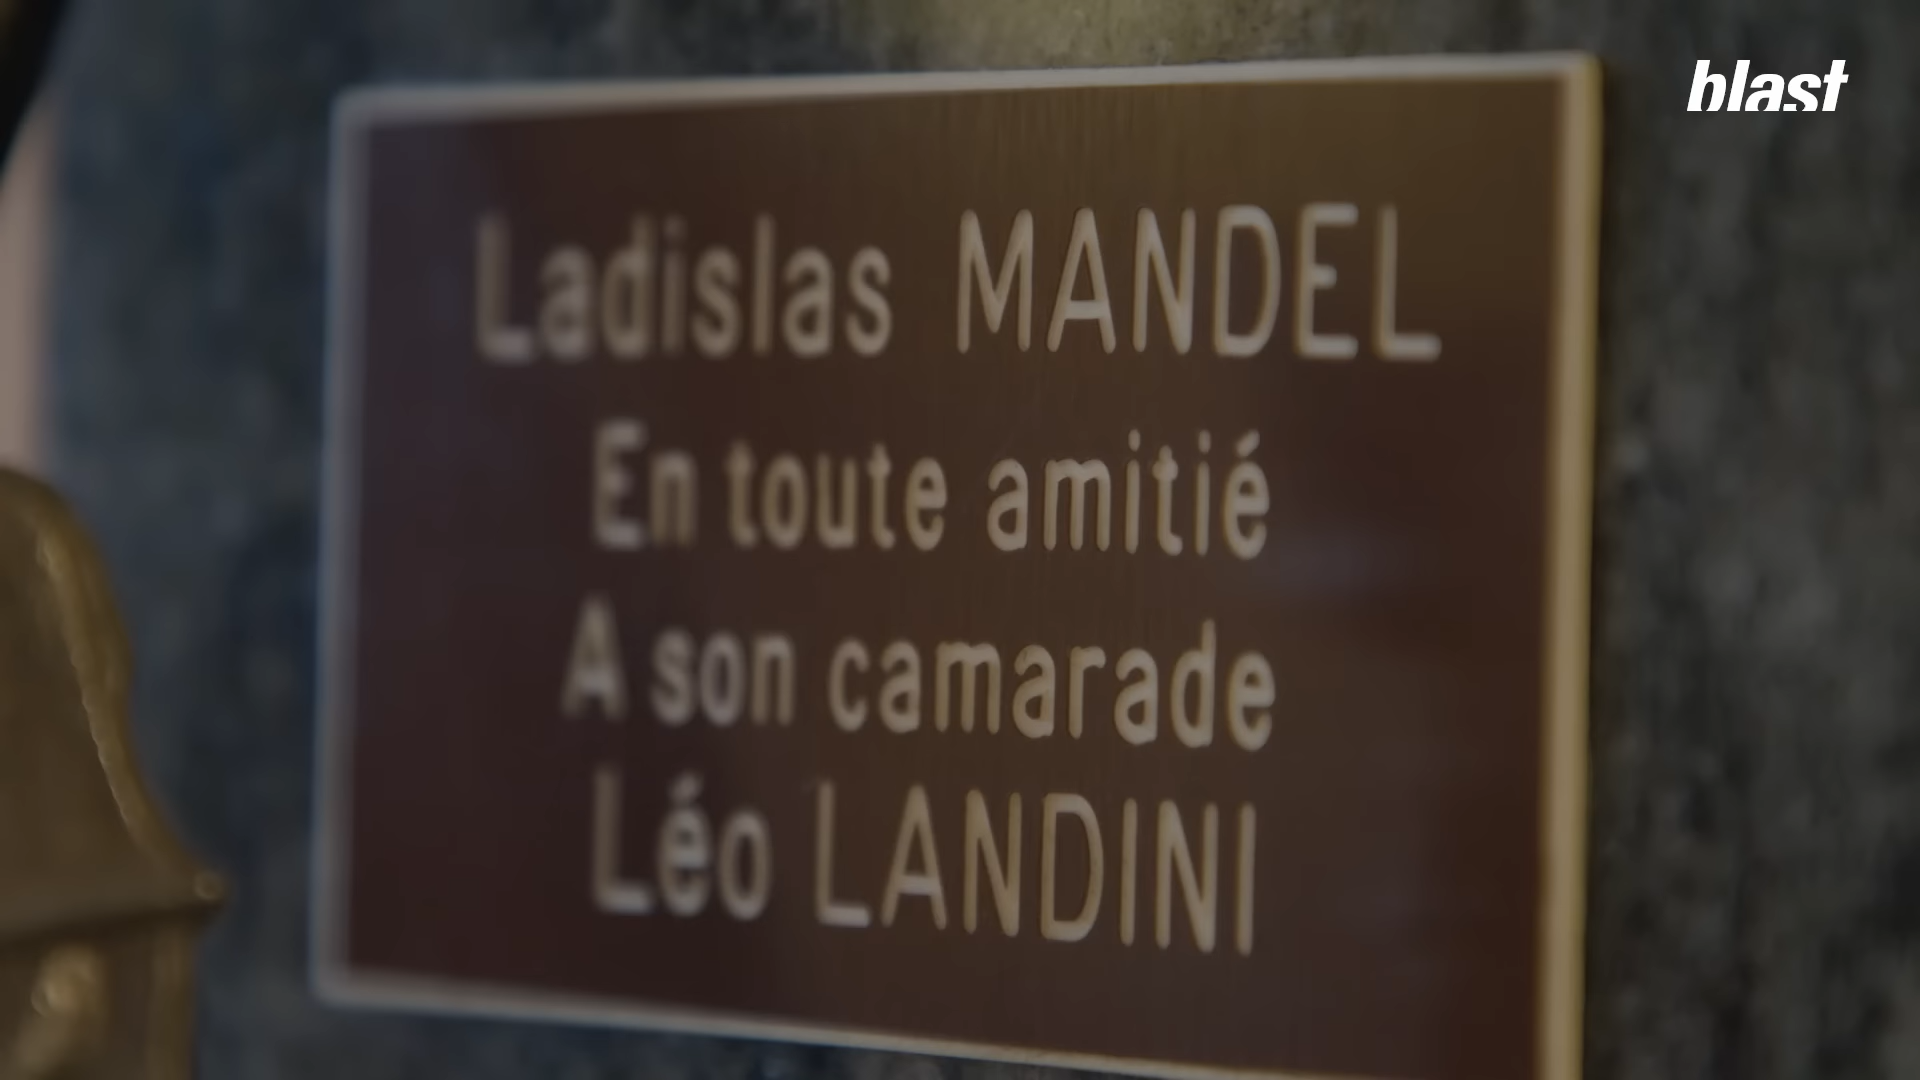 blast
Ladislas MANDEL
En toute amitié
A son camarade
Léo LANDINI